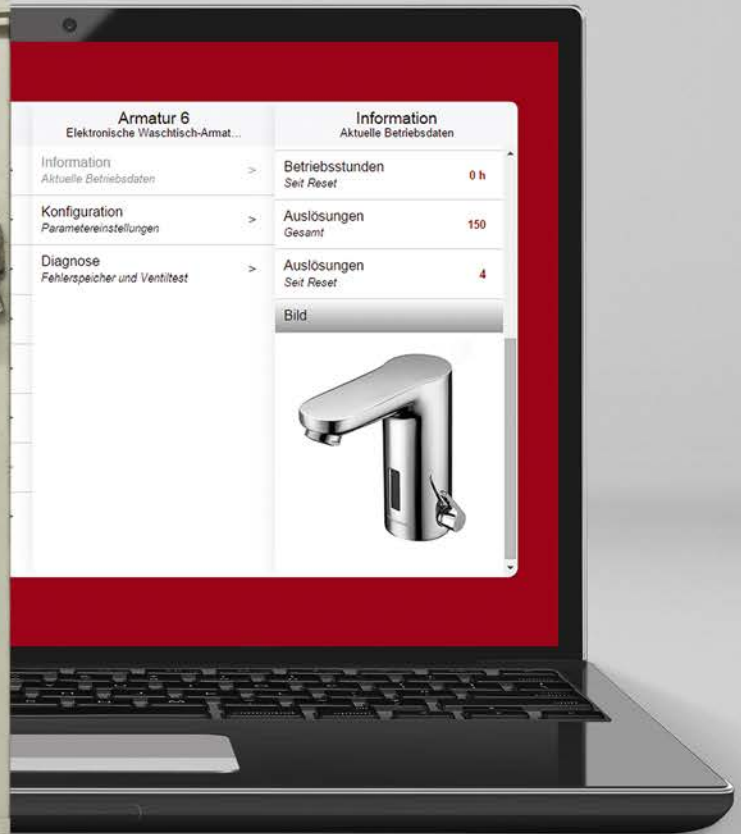 Armatur 6
Elektronische Waschtisch-Armat...
Information
Aktuelle Betriebsdaten
>
Konfiguration
Parametereinstellungen
>
Diagnose
Fehlerspeicher und Ventiltest
>
Information
Aktuelle Betriebsdaten
Betriebsstunden
Seit Reset
0 h
Auslösungen
Gesamt
150
Auslösungen
Seit Reset
4
Bild